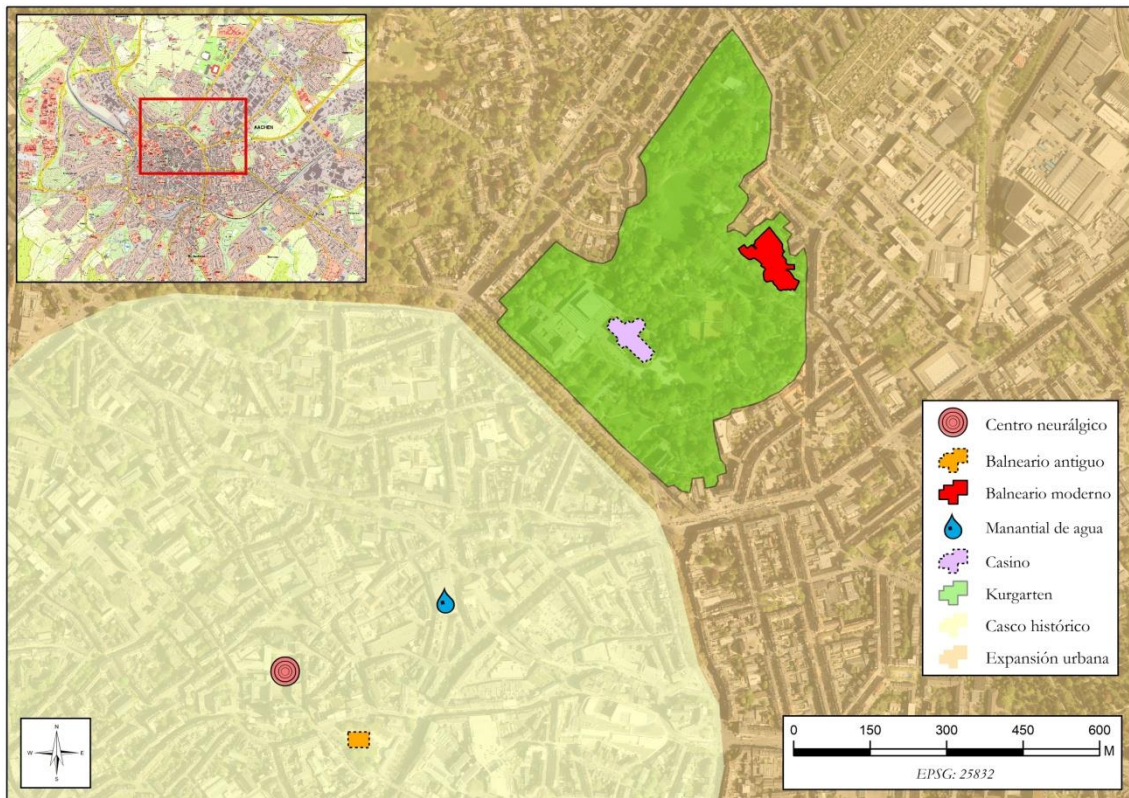 AACHEN
Centro neurálgico
Balneario antiguo
Balneario moderno
Manantial de agua
Casino
Kurgarten
Casco histórico
Expansión urbana
N
W E
S
0 150 300 450 600
M
EPSG: 25832